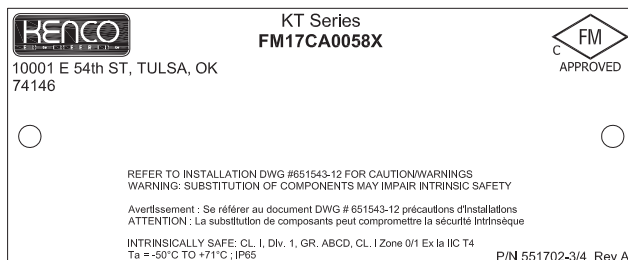 KENCO
ENGINEERING
10001 E 54th ST, TULSA, OK
74146
KT Series
FM17CA0058X
C FM
APPROVED
REFER TO INSTALLATION DWG #651543-12 FOR CAUTION/WARNINGS
WARNING: SUBSTITUTION OF COMPONENTS MAY IMPAIR INTRINSIC SAFETY
Avertissement : Se référer au document DWG # 651543-12 précautions d'Installations
ATTENTION : La substitution de composants peut compromettre la sécurité Intrinsèque
INTRINSICALLY SAFE: CL. I, Div. 1, GR. ABCD, CL. I Zone 0/1 Ex Ia IIC T4
Ta = -50°C TO +71°C ; IP65
P/N 551702-3/4 Rev A